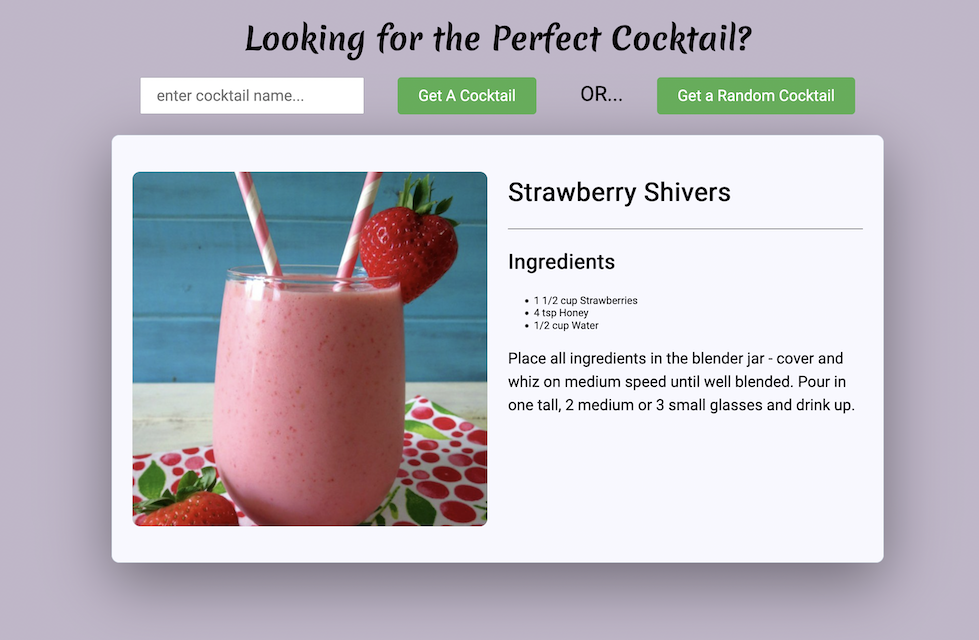 Looking for the Perfect Cocktail?
enter cocktail name...
Get A Cocktail
OR...
Get a Random Cocktail
Strawberry Shivers
Ingredients
• 1 1/2 cup Strawberries
• 4 tsp Honey
• 1/2 cup Water
Place all ingredients in the blender jar - cover and
whiz on medium speed until well blended. Pour in
one tall, 2 medium or 3 small glasses and drink up.